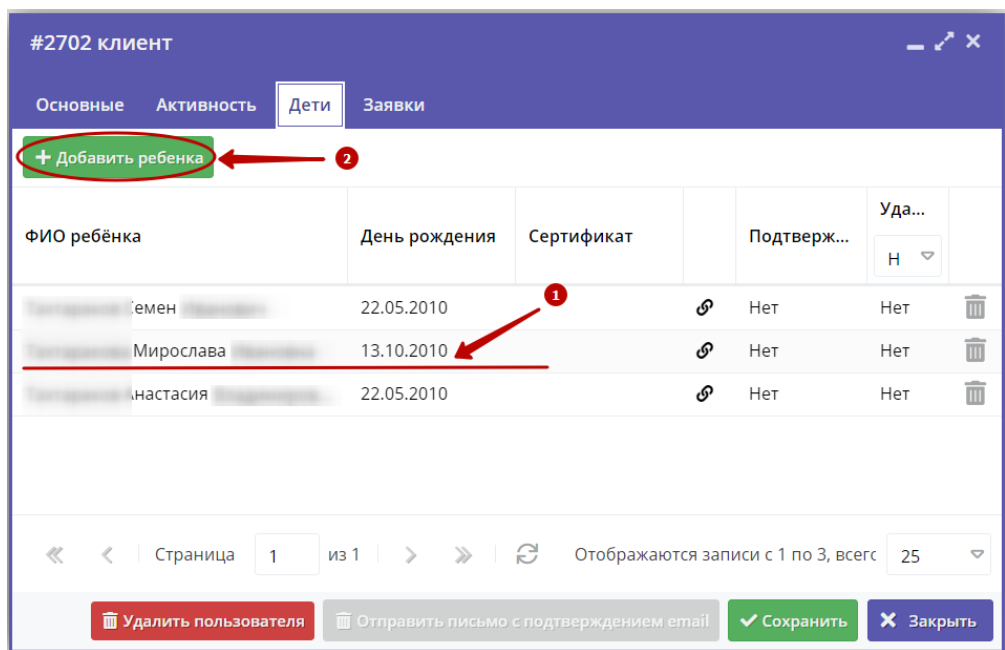 #2702 клиент
Основные Активность Дети Заявки
+ Добавить ребенка 2
ФИО ребёнка День рождения Сертификат Подтверж... Уда...
Н
1
Семен 22.05.2010 Нет Нет
Мирослава 13.10.2010 Нет Нет
Анастасия 22.05.2010 Нет Нет
Страница 1 из 1 Отображаются записи с 1 по 3, всего 25
Удалить пользователя Отправить письмо с подтверждением email Сохранить Закрыть